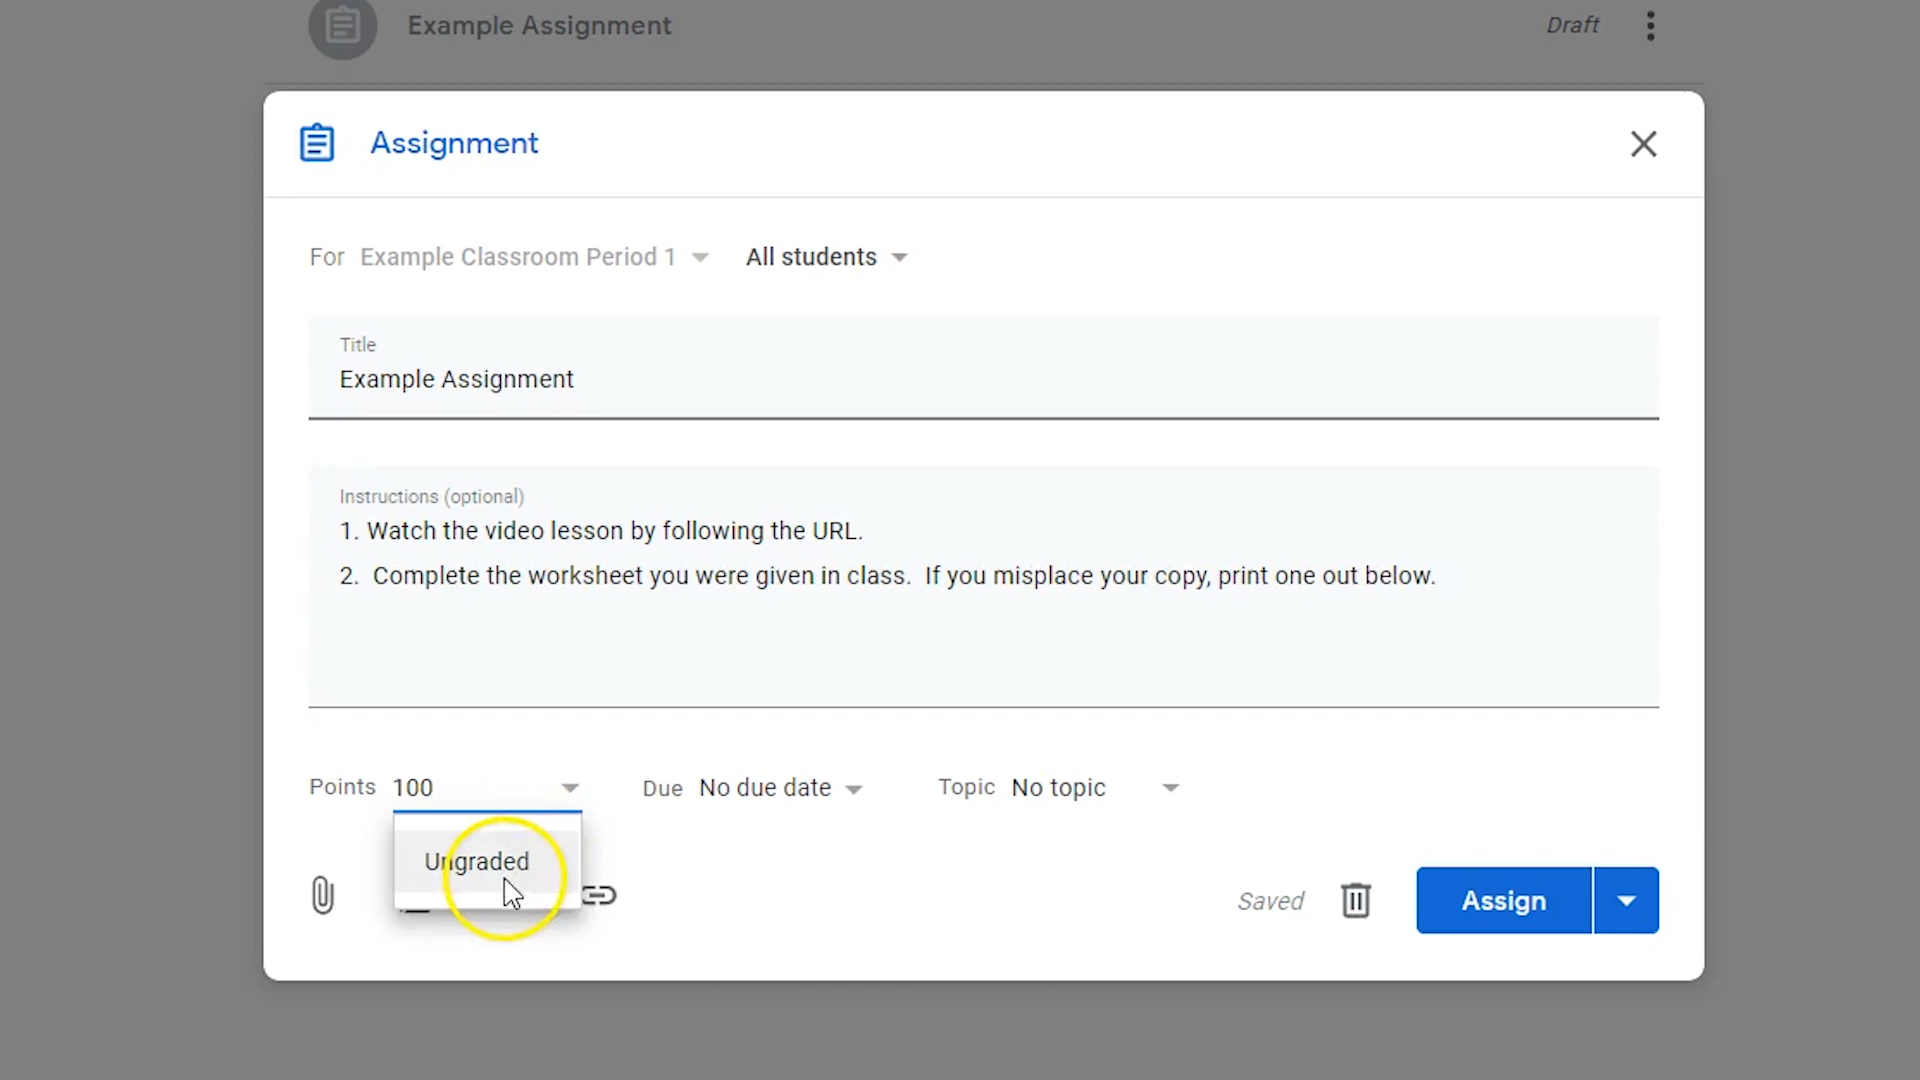 Example Assignment
Draft
Assignment
For Example Classroom Period 1 All students
Title
Example Assignment
Instructions (optional)
1. Watch the video lesson by following the URL.
2.  Complete the worksheet you were given in class.  If you misplace your copy, print one out below.
Points 100 Due No due date Topic No topic
Ungraded
Saved
Assign